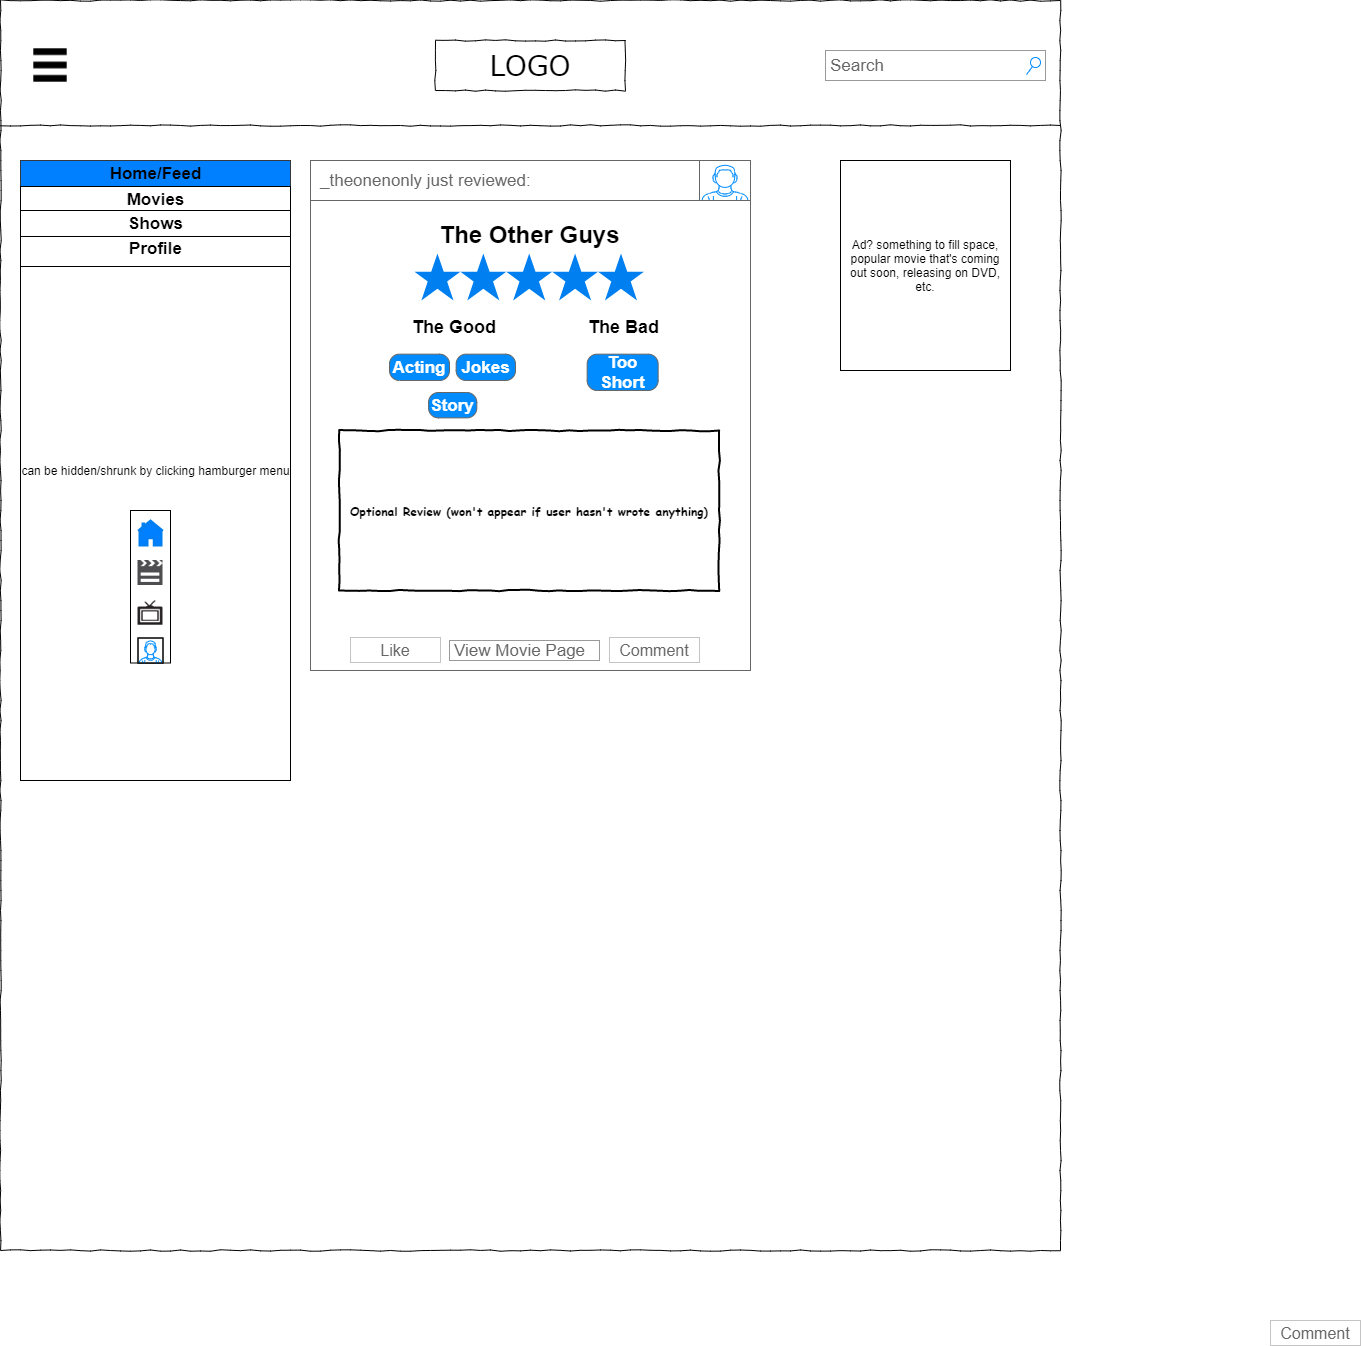 LOGO
Search
Home/Feed
Movies
Shows
Profile
can be hidden/shrunk by clicking hamburger menu
_theonenonly just reviewed:
The Other Guys
The Good
The Bad
Acting
Jokes
Story
Too
Short
Optional Review (won't appear if user hasn't wrote anything)
Like
View Movie Page
Comment
Ad? something to fill space,
popular movie that's coming
out soon, releasing on DVD,
etc.
Comment